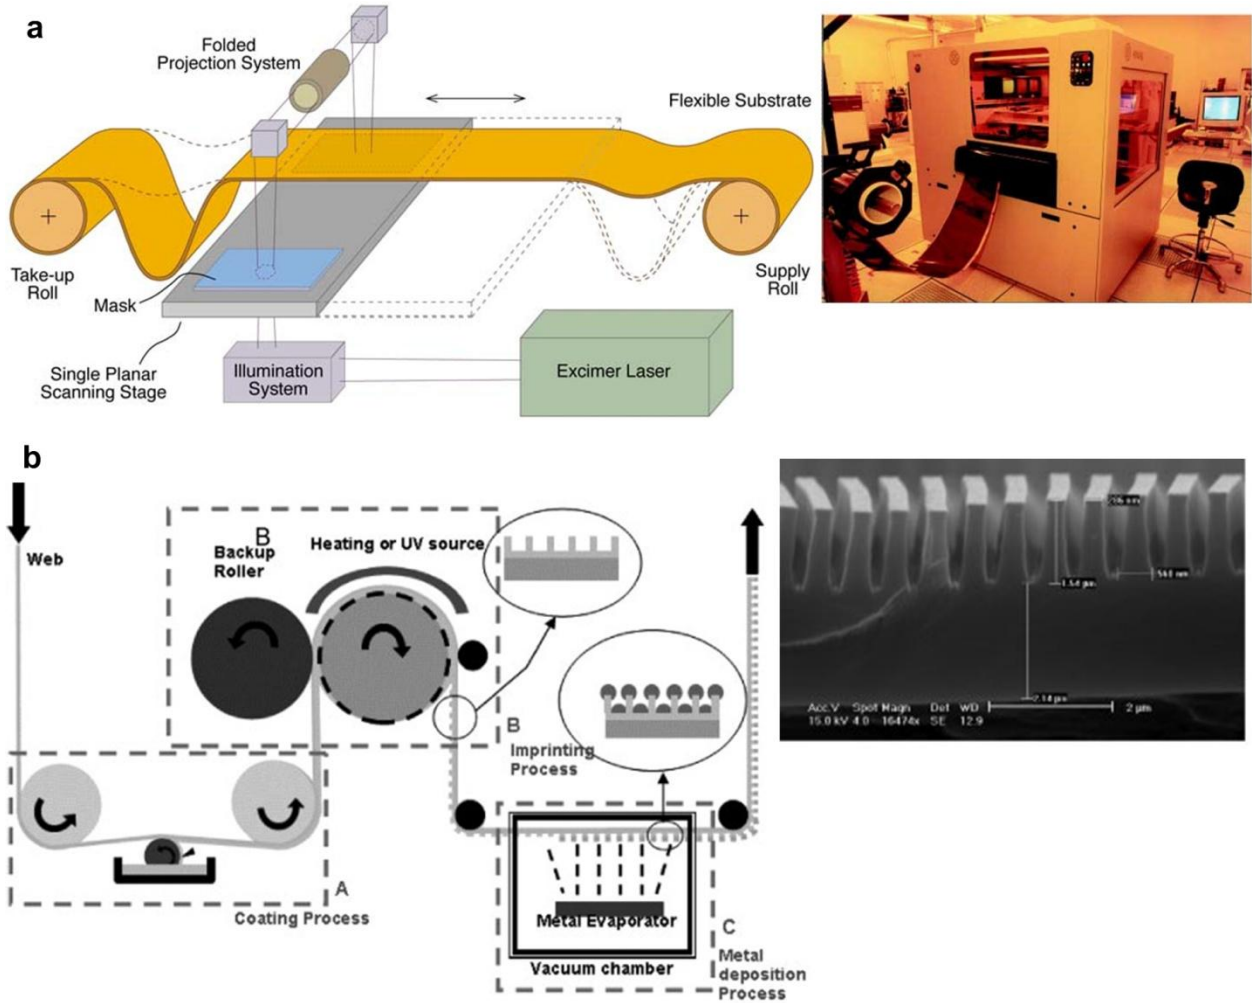 a
Folded
Projection System
Flexible Substrate
Take-up
Roll
Mask
Supply
Roll
Single Planar
Scanning Stage
Illumination
System
Excimer Laser
b
Web
B
Backup
Roller
Heating or UV source
B
Imprinting
Process
A
Coating Process
Metal Evaporator
Vacuum chamber
C
Metal
deposition
Process
Acc.V Spot Magn Det WD
15.0 kV 4.0 16474x SE 12.9
2 µm